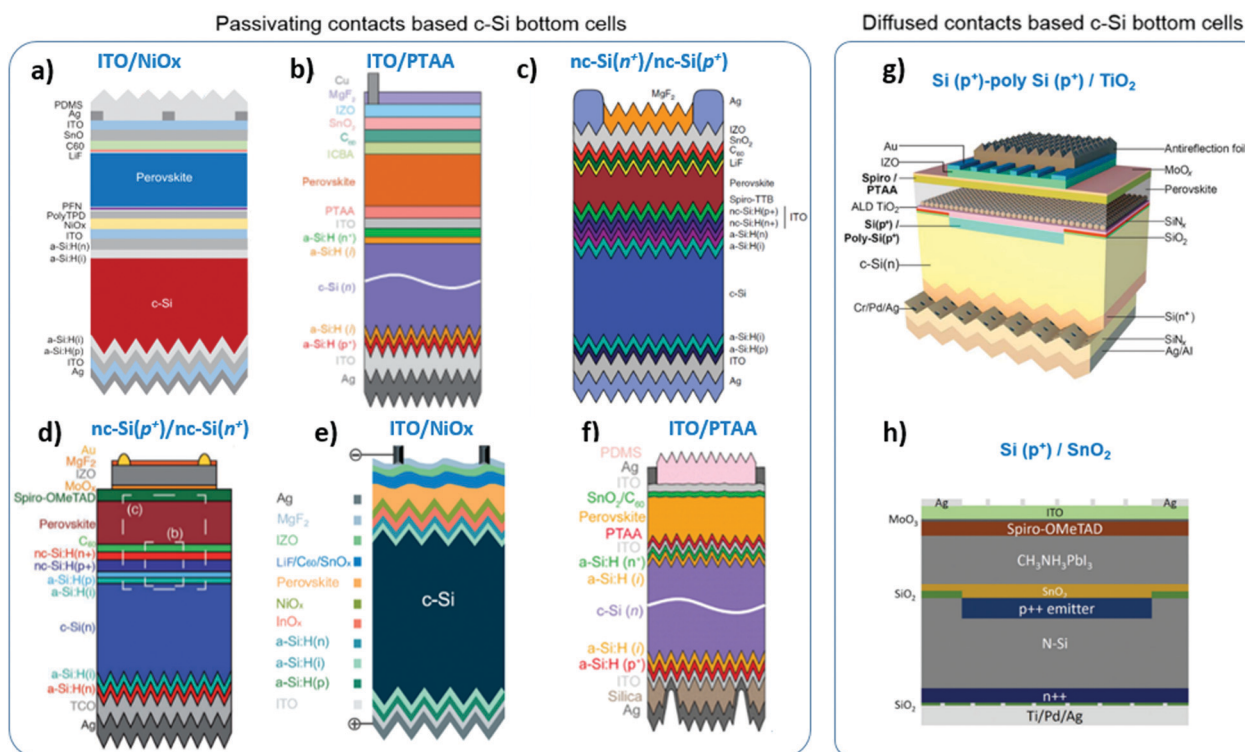 Passivating contacts based c-Si bottom cells
Diffused contacts based c-Si bottom cells
a)
ITO/NiOx
PDMS
Ag
ITO
SnO
C60
LiF
Perovskite
PFN
PolyTPD
NiOx
ITO
a-Si:H(n)
a-Si:H(i)
c-Si
a-Si:H(i)
a-Si:H(p)
ITO
Ag
b)
ITO/PTAA
Cu
MgF₂
IZO
SnO₂
C₆₀
ICBA
Perovskite
PTAA
ITO
a-Si:H (n⁺)
a-Si:H (i)
c-Si (n)
a-Si:H (i)
a-Si:H (p⁺)
ITO
Ag
c)
nc-Si(n⁺)/nc-Si(p⁺)
MgF₂
Ag
IZO
SnO₂
C₆₀
LiF
Perovskite
Spiro-TTB
nc-Si:H(p+)
nc-Si:H(n+)
ITO
a-Si:H(n)
a-Si:H(i)
c-Si
a-Si:H(i)
a-Si:H(p)
ITO
Ag
d)
nc-Si(p⁺)/nc-Si(n⁺)
Au
MgF₂
IZO
MoOₓ
Spiro-OMeTAD
(c)
Perovskite
(b)
C₆₀
nc-Si:H(n+)
nc-Si:H(p+)
a-Si:H(p)
a-Si:H(i)
c-Si(n)
a-Si:H(i)
a-Si:H(n)
TCO
Ag
e)
ITO/NiOx
Ag
MgF₂
IZO
LiF/C₆₀/SnOₓ
Perovskite
NiOₓ
InOₓ
a-Si:H(n)
a-Si:H(i)
a-Si:H(p)
ITO
c-Si
f)
ITO/PTAA
PDMS
Ag
ITO
SnO₂/C₆₀
Perovskite
PTAA
ITO
a-Si:H (n⁺)
a-Si:H (i)
c-Si (n)
a-Si:H (i)
a-Si:H (p⁺)
ITO
Silica
Ag
g)
Si (p⁺)-poly Si (p⁺) / TiO₂
Au
IZO
Spiro /
PTAA
ALD TiO₂
Si(p⁺) /
Poly-Si(p⁺)
c-Si(n)
Cr/Pd/Ag
Antireflection foil
MoOₓ
Perovskite
SiNₓ
SiO₂
Si(n⁺)
SiNₓ
Ag/Al
h)
Si (p⁺) / SnO₂
Ag
Ag
ITO
MoO₃
Spiro-OMeTAD
CH₃NH₃PbI₃
SnO₂
SiO₂
p++ emitter
N-Si
n++
SiO₂
Ti/Pd/Ag